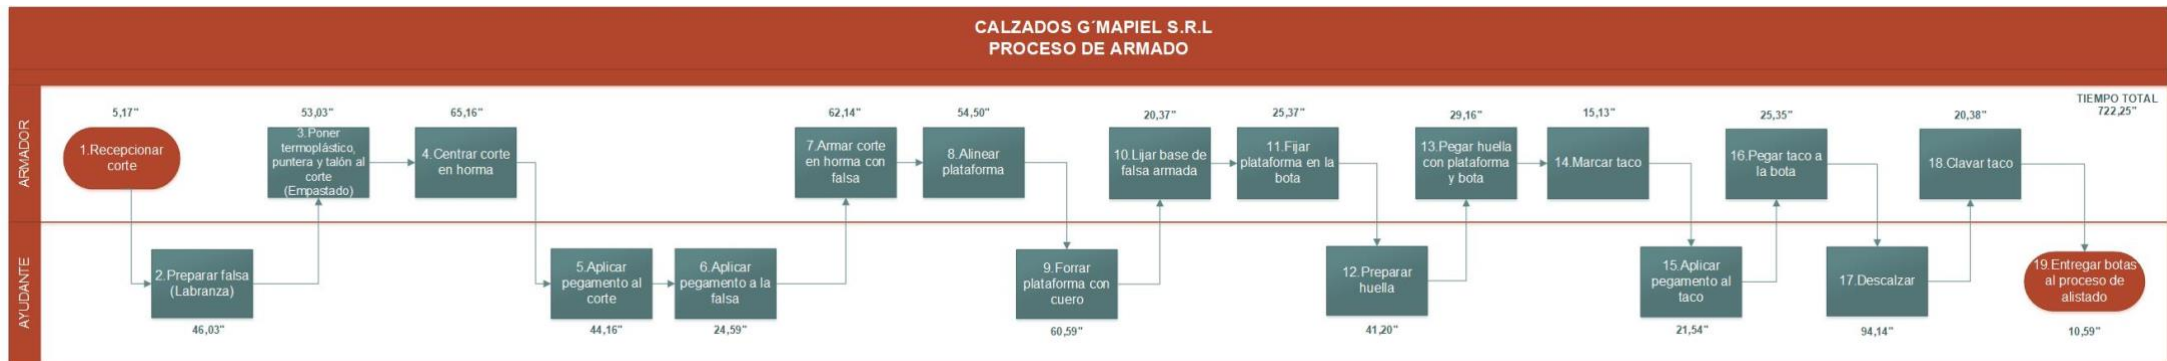 CALZADOS G´MAPIEL S.R.L
PROCESO DE ARMADO
ARMADOR
5,17"
1.Recepcionar
corte
53,03"
3.Poner
termoplástico,
puntera y talón al
corte
(Empastado)
65,16"
4.Centrar corte
en horma
62,14"
7.Armar corte
en horma con
falsa
54,50"
8.Alinear
plataforma
20,37"
10.Lijar base de
falsa armada
25,37"
11.Fijar
plataforma en la
bota
29,16"
13.Pegar huella
con plataforma
y bota
15,13"
14.Marcar taco
25,35"
16.Pegar taco a
la bota
20,38"
18.Clavar taco
TIEMPO TOTAL
722,25"
AYUDANTE
2.Preparar falsa
(Labranza)
46,03"
5.Aplicar
pegamento al
corte
44,16"
6.Aplicar
pegamento a la
falsa
24,59"
9.Forrar
plataforma con
cuero
60,59"
12.Preparar
huella
41,20"
15.Aplicar
pegamento al
taco
21,54"
17.Descalzar
94,14"
19.Entregar botas
al proceso de
alistado
10,59"